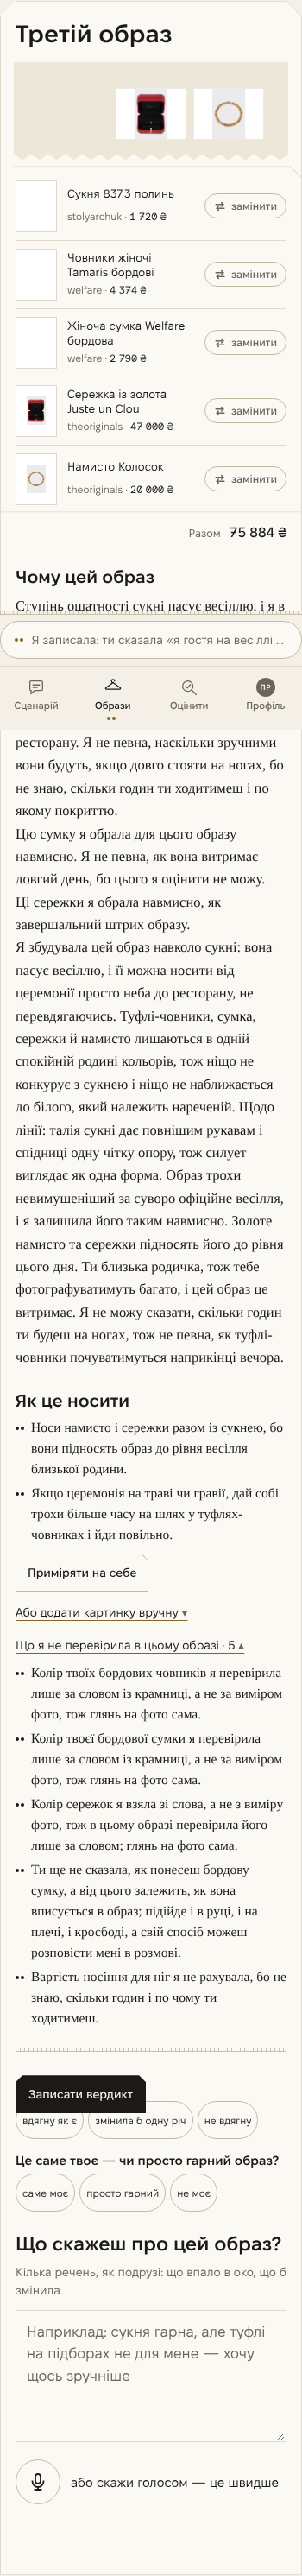 Третій образ
Сукня 837.3 полинь
stolyarchuk · 1 720 ₴
⇄ замінити
Човники жіночі
Tamaris бордові
welfare · 4 374 ₴
⇄ замінити
Жіноча сумка Welfare
бордова
welfare · 2 790 ₴
⇄ замінити
Сережка із золота
Juste un Clou
theoriginals · 47 000 ₴
⇄ замінити
Намисто Колосок
theoriginals · 20 000 ₴
⇄ замінити
Разом 75 884 ₴
Чому цей образ
Ступінь ошатності сукні пасує весіллю, і я в
Я записала: ти сказала «я гостя на весіллі ...
Сценарій
Образи
Оцінити
ПР
Профіль
ресторану. Я не певна, наскільки зручними
вони будуть, якщо довго стояти на ногах, бо
не знаю, скільки годин ти ходитимеш і по
якому покриттю.
Цю сумку я обрала для цього образу
навмисно. Я не певна, як вона витримає
довгий день, бо цього я оцінити не можу.
Ці сережки я обрала навмисно, як
завершальний штрих образу.
Я збудувала цей образ навколо сукні: вона
пасує весіллю, і її можна носити від
церемонії просто неба до ресторану, не
перевдягаючись. Туфлі-човники, сумка,
сережки й намисто лишаються в одній
спокійній родині кольорів, тож ніщо не
конкурує з сукнею і ніщо не наближається
до білого, який належить нареченій. Щодо
лінії: талія сукні дає повнішим рукавам і
спідниці одну чітку опору, тож силует
виглядає як одна форма. Образ трохи
невимушеніший за суворо офіційне весілля,
і я залишила його таким навмисно. Золоте
намисто та сережки підносять його до рівня
цього дня. Ти близька родичка, тож тебе
фотографуватимуть багато, і цей образ це
витримає. Я не можу сказати, скільки годин
ти будеш на ногах, тож не певна, як туфлі-
човники почуватимуться наприкінці вечора.
Як це носити
•• Носи намисто і сережки разом із сукнею, бо
вони підносять образ до рівня весілля
близької родини.
•• Якщо церемонія на траві чи гравії, дай собі
трохи більше часу на шлях у туфлях-
човниках і йди повільно.
Приміряти на себе
Або додати картинку вручну ▾
Що я не перевірила в цьому образі · 5 ▴
•• Колір твоїх бордових човників я перевірила
лише за словом із крамниці, а не за виміром
фото, тож глянь на фото сама.
•• Колір твоєї бордової сумки я перевірила
лише за словом із крамниці, а не за виміром
фото, тож глянь на фото сама.
•• Колір сережок я взяла зі слова, а не з виміру
фото, тож в цьому образі перевірила його
лише за словом; глянь на фото сама.
•• Ти ще не сказала, як понесеш бордову
сумку, а від цього залежить, як вона
вписується в образ; підійде і в руці, і на
плечі, і кросбоді, а свій спосіб можеш
розповісти мені в розмові.
•• Вартість носіння для ніг я не рахувала, бо не
знаю, скільки годин і по чому ти
ходитимеш.
Записати вердикт
вдягну як є
змінила б одну річ
не вдягну
Це саме твоє — чи просто гарний образ?
саме моє
просто гарний
не моє
Що скажеш про цей образ?
Кілька речень, як подрузі: що впало в око, що б
змінила.
Наприклад: сукня гарна, але туфлі
на підборах не для мене — хочу
щось зручніше
або скажи голосом — це швидше